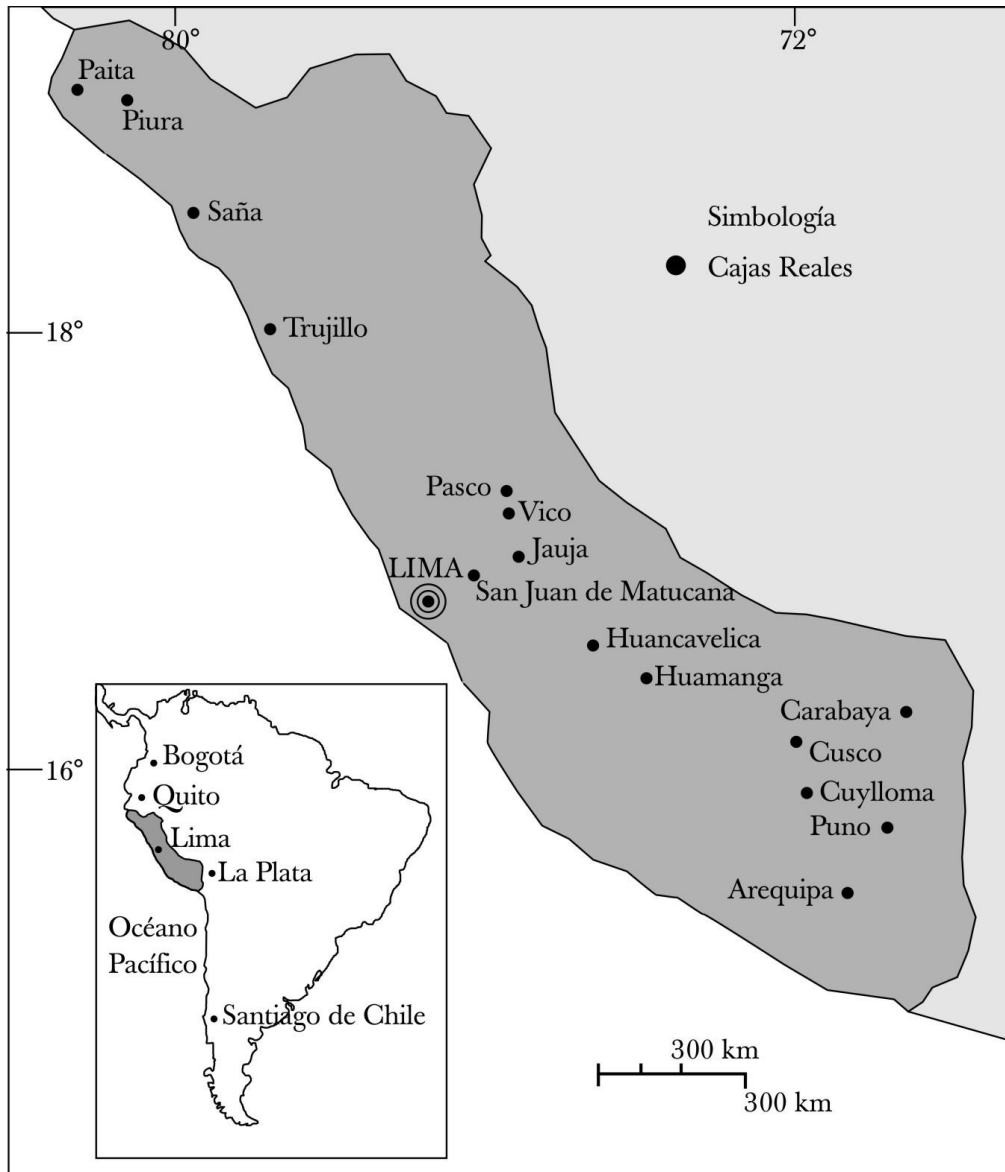 80°
72°
Paita
Piura
Saña
Simbología
Cajas Reales
18°
Trujillo
Pasco
Vico
Jauja
LIMA
San Juan de Matucana
Huancavelica
Huamanga
Carabaya
Cusco
Cuylloma
Puno
Arequipa
16°
Bogotá
Quito
Lima
La Plata
Océano
Pacífico
Santiago de Chile
300 km
300 km